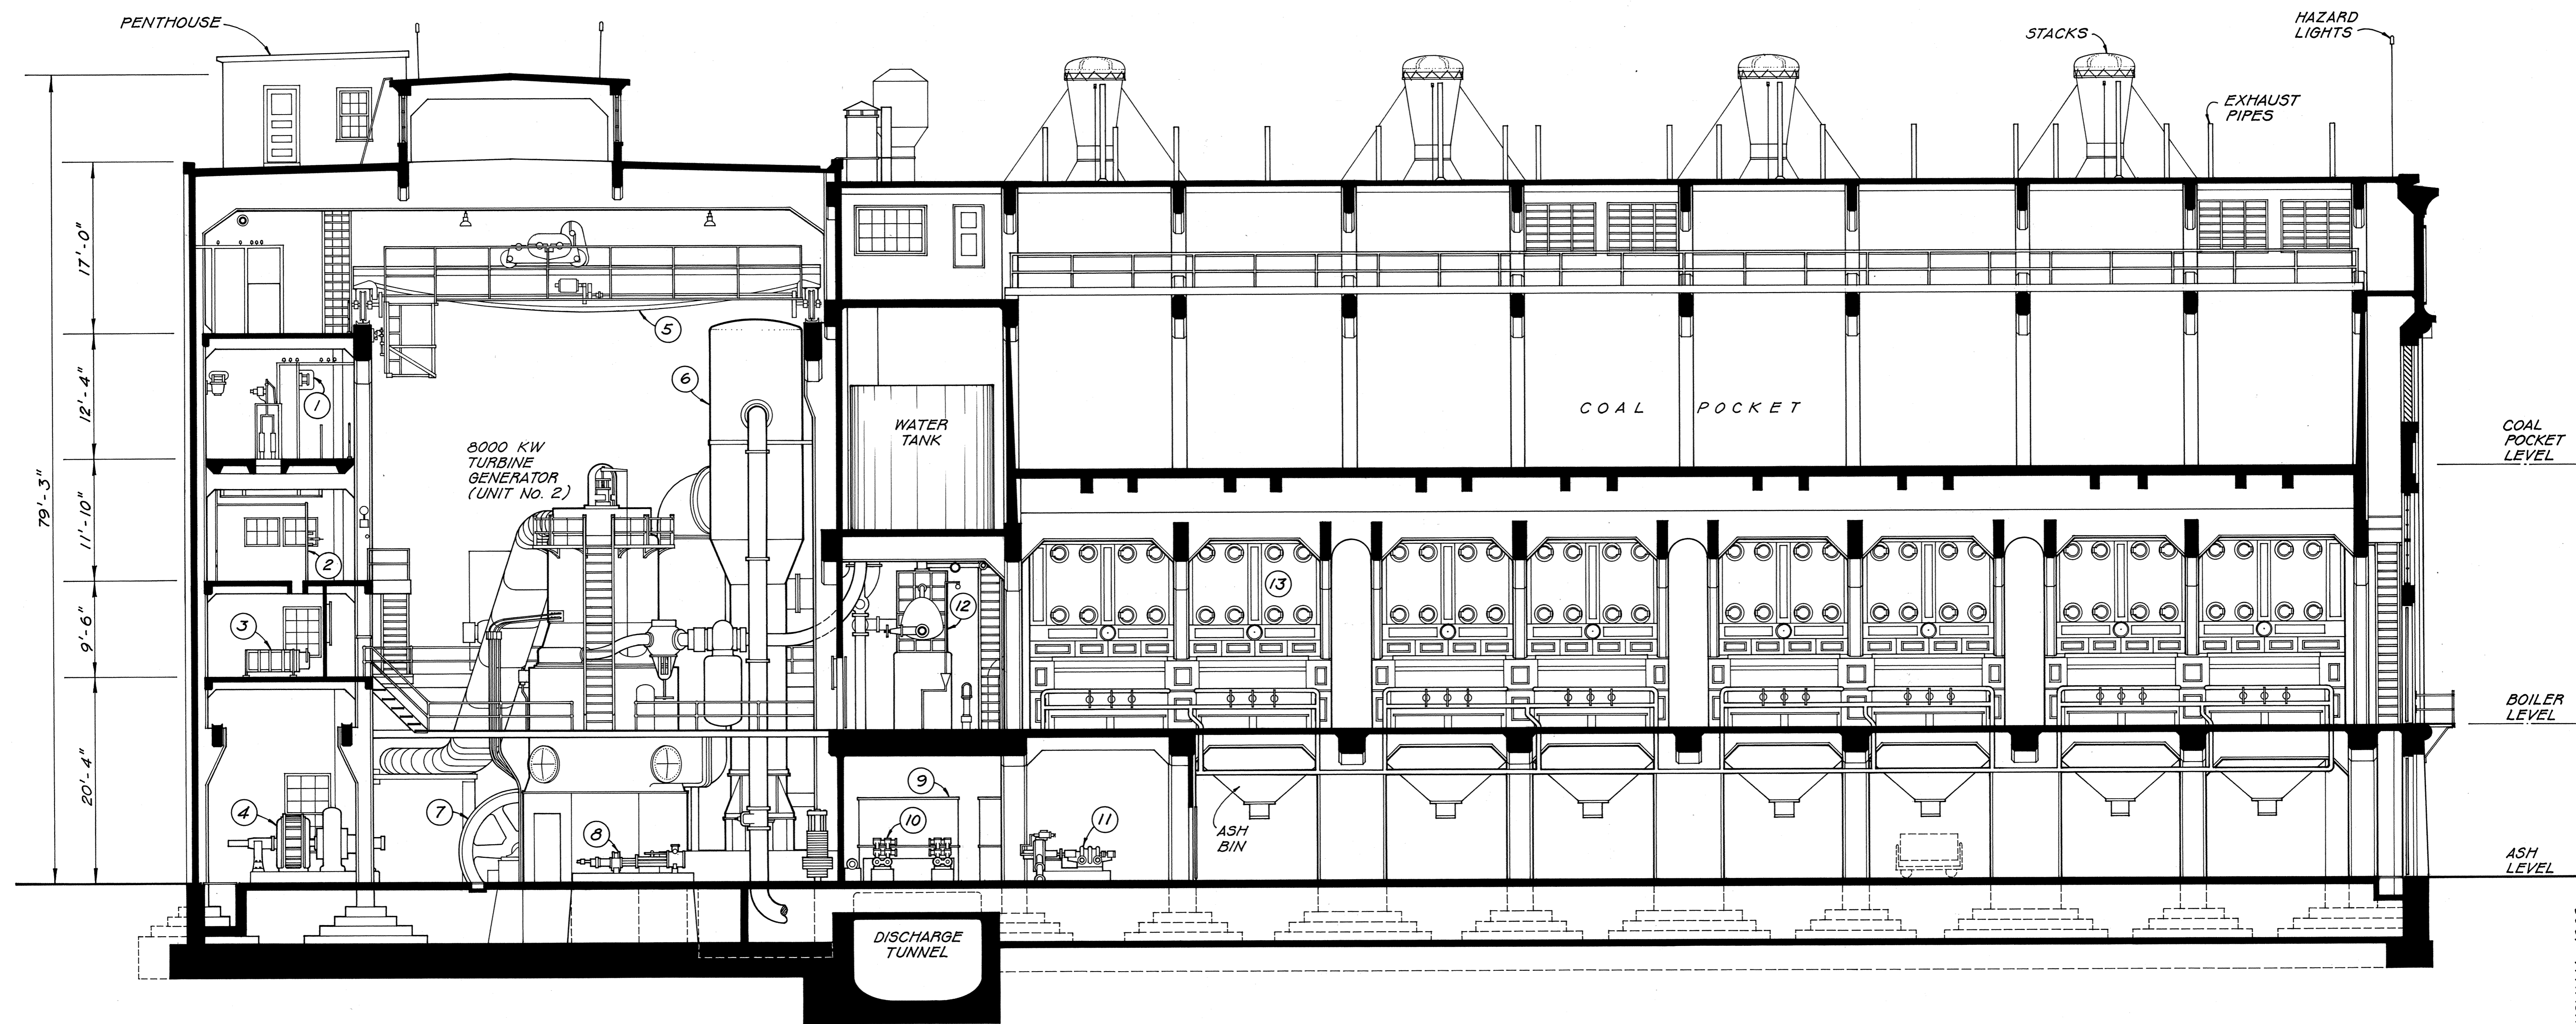 PENTHOUSE
HAZARD
LIGHTS
STACKS
EXHAUST
PIPES
17'-0"
12'-4"
11'-10"
9'-6"
20'-4"
79'-3"
5
6
1
8000 KW
TURBINE
GENERATOR
(UNIT No. 2)
WATER
TANK
COAL POCKET
COAL
POCKET
LEVEL
2
3
12
13
BOILER
LEVEL
4
7
8
9
10
11
ASH
BIN
ASH
LEVEL
DISCHARGE
TUNNEL